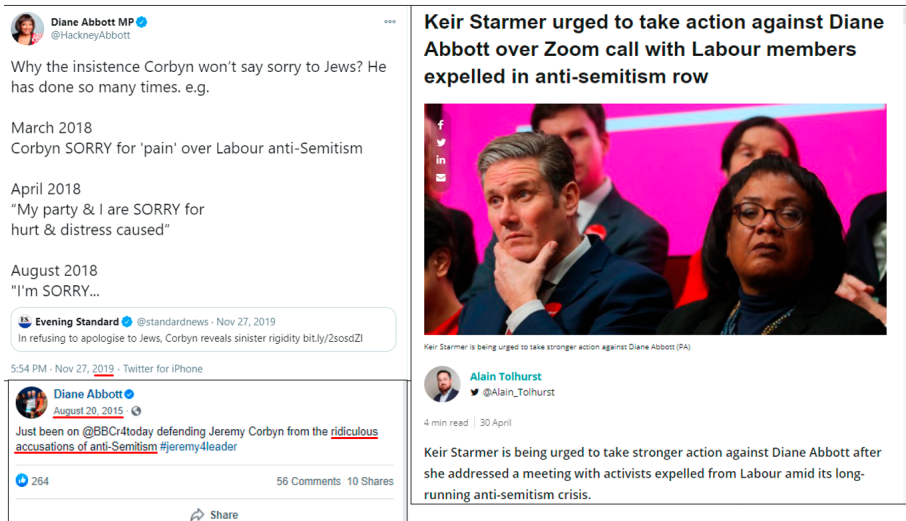 Diane Abbott MP
@HackneyAbbott
Why the insistence Corbyn won't say sorry to Jews? He
has done so many times. e.g.
March 2018
Corbyn SORRY for 'pain' over Labour anti-Semitism
April 2018
“My party & I are SORRY for
hurt & distress caused”
August 2018
"I'm SORRY...
ES Evening Standard @standardnews · Nov 27, 2019
In refusing to apologise to Jews, Corbyn reveals sinister rigidity bit.ly/2sosdZl
5:54 PM · Nov 27, 2019 · Twitter for iPhone
Diane Abbott
August 20, 2015 ·
Just been on @BBCr4today defending Jeremy Corbyn from the ridiculous
accusations of anti-Semitism #jeremy4leader
264
56 Comments 10 Shares
Share
Keir Starmer urged to take action against Diane
Abbott over Zoom call with Labour members
expelled in anti-semitism row
Keir Starmer is being urged to take stronger action against Diane Abbott (PA)
Alain Tolhurst
@Alain_Tolhurst
4 min read 30 April
Keir Starmer is being urged to take stronger action against Diane Abbott after
she addressed a meeting with activists expelled from Labour amid its long-
running anti-semitism crisis.